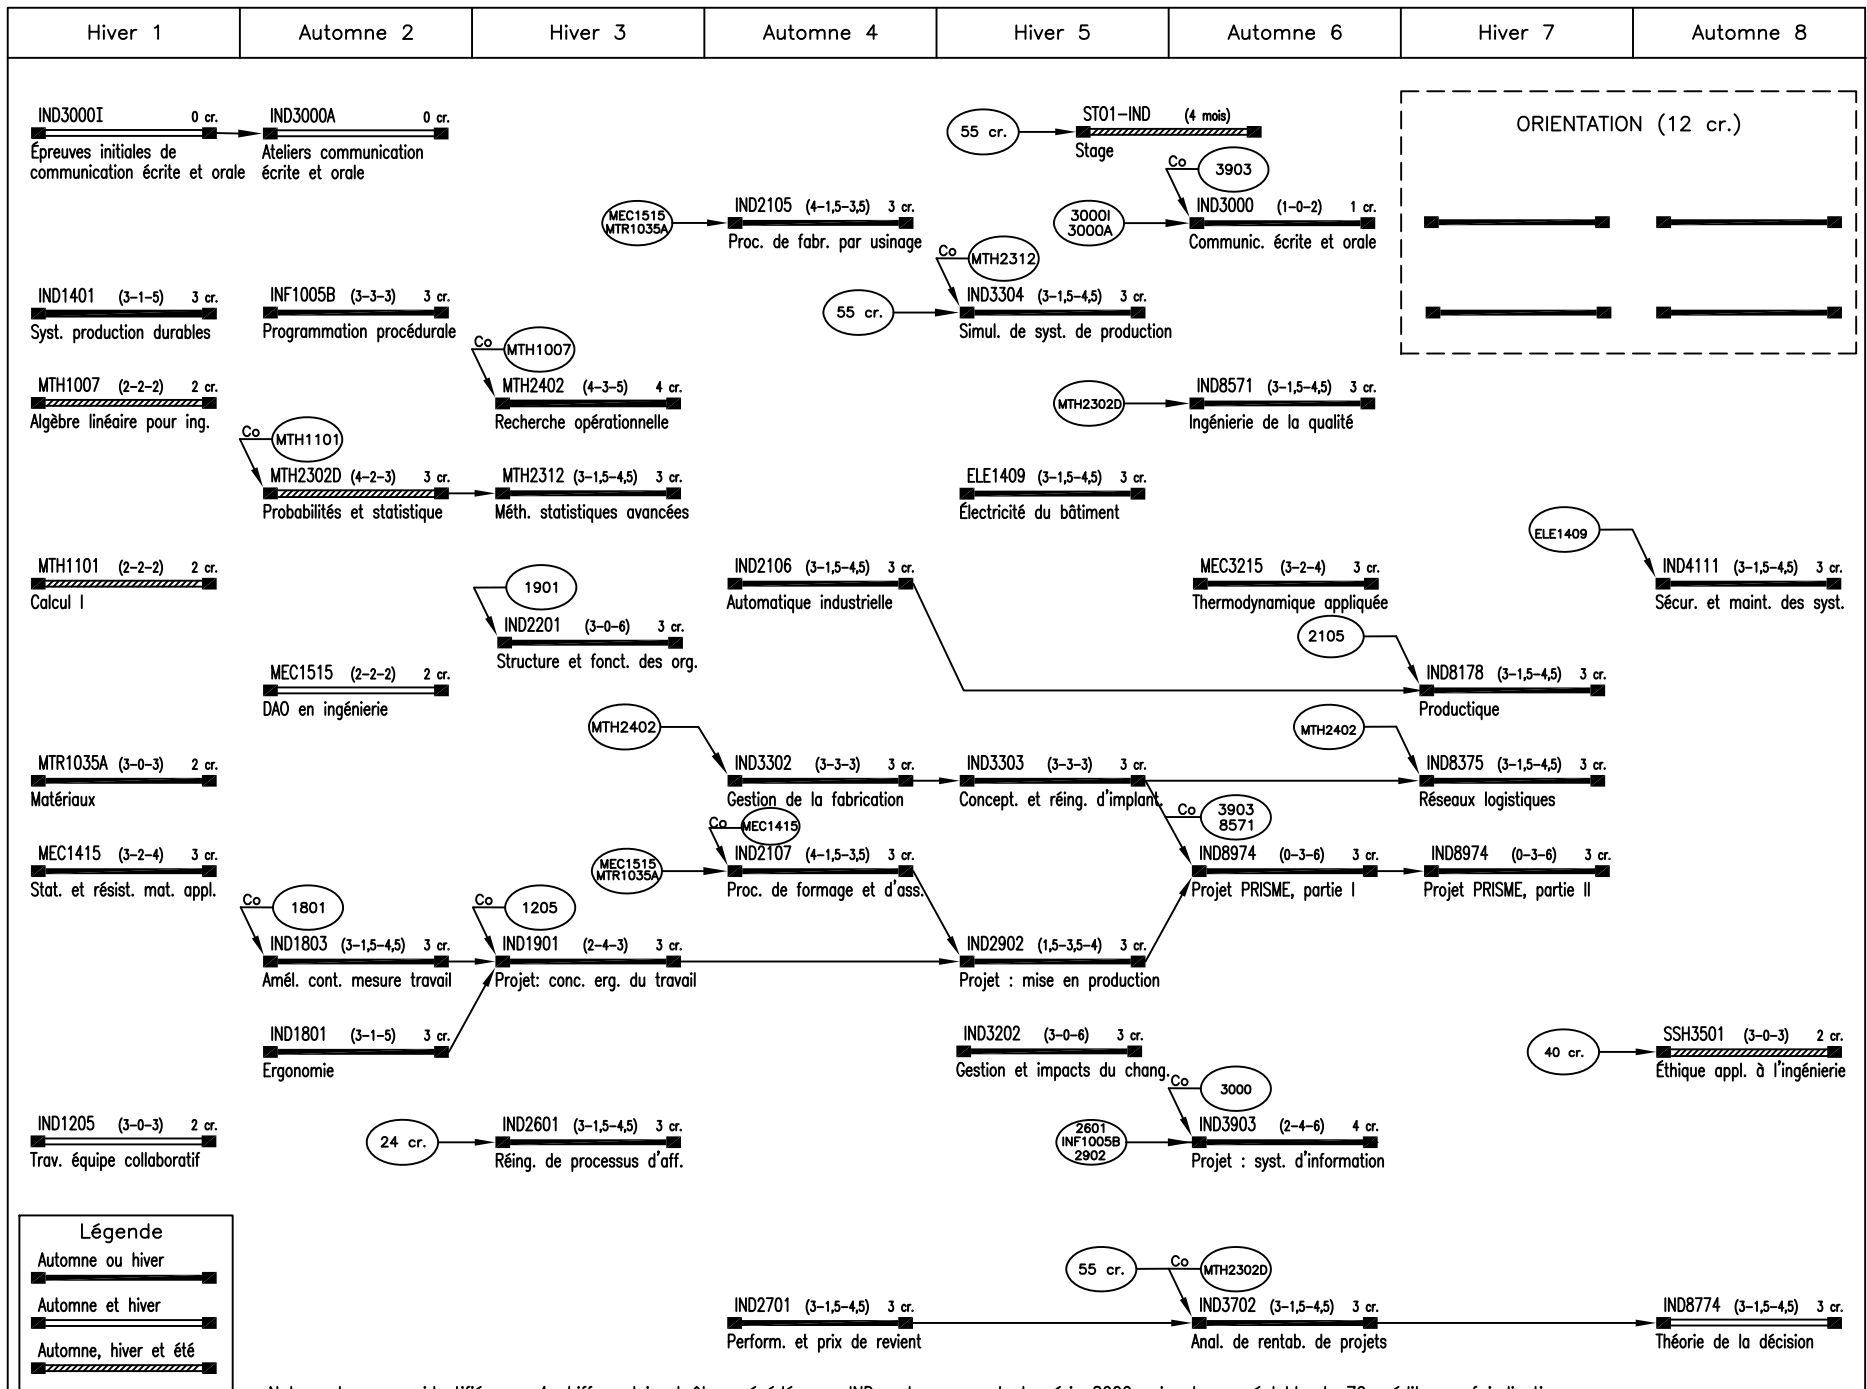 Hiver 1
Automne 2
Hiver 3
Automne 4
Hiver 5
Automne 6
Hiver 7
Automne 8
IND3000I 0 cr.
Épreuves initiales de
communication écrite et orale
IND3000A 0 cr.
Ateliers communication
écrite et orale
55 cr.
ST01-IND (4 mois)
Stage
ORIENTATION (12 cr.)
MEC1515
MTR1035A
IND2105 (4-1,5-3,5) 3 cr.
Proc. de fabr. par usinage
Co
3903
3000I
3000A
IND3000 (1-0-2) 1 cr.
Communic. écrite et orale
IND1401 (3-1-5) 3 cr.
Syst. production durables
INF1005B (3-3-3) 3 cr.
Programmation procédurale
55 cr.
Co
MTH2312
IND3304 (3-1,5-4,5) 3 cr.
Simul. de syst. de production
MTH1007 (2-2-2) 2 cr.
Algèbre linéaire pour ing.
Co
MTH1007
MTH2402 (4-3-5) 4 cr.
Recherche opérationnelle
MTH2302D
IND8571 (3-1,5-4,5) 3 cr.
Ingénierie de la qualité
Co
MTH1101
MTH2302D (4-2-3) 3 cr.
Probabilités et statistique
MTH2312 (3-1,5-4,5) 3 cr.
Méth. statistiques avancées
ELE1409 (3-1,5-4,5) 3 cr.
Électricité du bâtiment
MTH1101 (2-2-2) 2 cr.
Calcul I
1901
IND2201 (3-0-6) 3 cr.
Structure et fonct. des org.
IND2106 (3-1,5-4,5) 3 cr.
Automatique industrielle
MEC3215 (3-2-4) 3 cr.
Thermodynamique appliquée
ELE1409
IND4111 (3-1,5-4,5) 3 cr.
Sécur. et maint. des syst.
MEC1515 (2-2-2) 2 cr.
DAO en ingénierie
2105
IND8178 (3-1,5-4,5) 3 cr.
Productique
MTR1035A (3-0-3) 2 cr.
Matériaux
MTH2402
IND3302 (3-3-3) 3 cr.
Gestion de la fabrication
IND3303 (3-3-3) 3 cr.
Concept. et réing. d'implant.
MTH2402
IND8375 (3-1,5-4,5) 3 cr.
Réseaux logistiques
MEC1415 (3-2-4) 3 cr.
Stat. et résist. mat. appl.
MEC1515
MTR1035A
Co
MEC1415
IND2107 (4-1,5-3,5) 3 cr.
Proc. de formage et d'ass.
Co
3903
8571
IND8974 (0-3-6) 3 cr.
Projet PRISME, partie I
IND8974 (0-3-6) 3 cr.
Projet PRISME, partie II
Co
1801
IND1803 (3-1,5-4,5) 3 cr.
Amél. cont. mesure travail
Co
1205
IND1901 (2-4-3) 3 cr.
Projet: conc. erg. du travail
IND2902 (1,5-3,5-4) 3 cr.
Projet : mise en production
IND1801 (3-1-5) 3 cr.
Ergonomie
IND3202 (3-0-6) 3 cr.
Gestion et impacts du chang.
40 cr.
SSH3501 (3-0-3) 2 cr.
Éthique appl. à l'ingénierie
IND1205 (3-0-3) 2 cr.
Trav. équipe collaboratif
24 cr.
IND2601 (3-1,5-4,5) 3 cr.
Réing. de processus d'aff.
Co
3000
2601
INF1005B
2902
IND3903 (2-4-6) 4 cr.
Projet : syst. d'information
Légende
Automne ou hiver
Automne et hiver
Automne, hiver et été
IND2701 (3-1,5-4,5) 3 cr.
Perform. et prix de revient
55 cr.
Co
MTH2302D
IND3702 (3-1,5-4,5) 3 cr.
Anal. de rentab. de projets
IND8774 (3-1,5-4,5) 3 cr.
Théorie de la décision